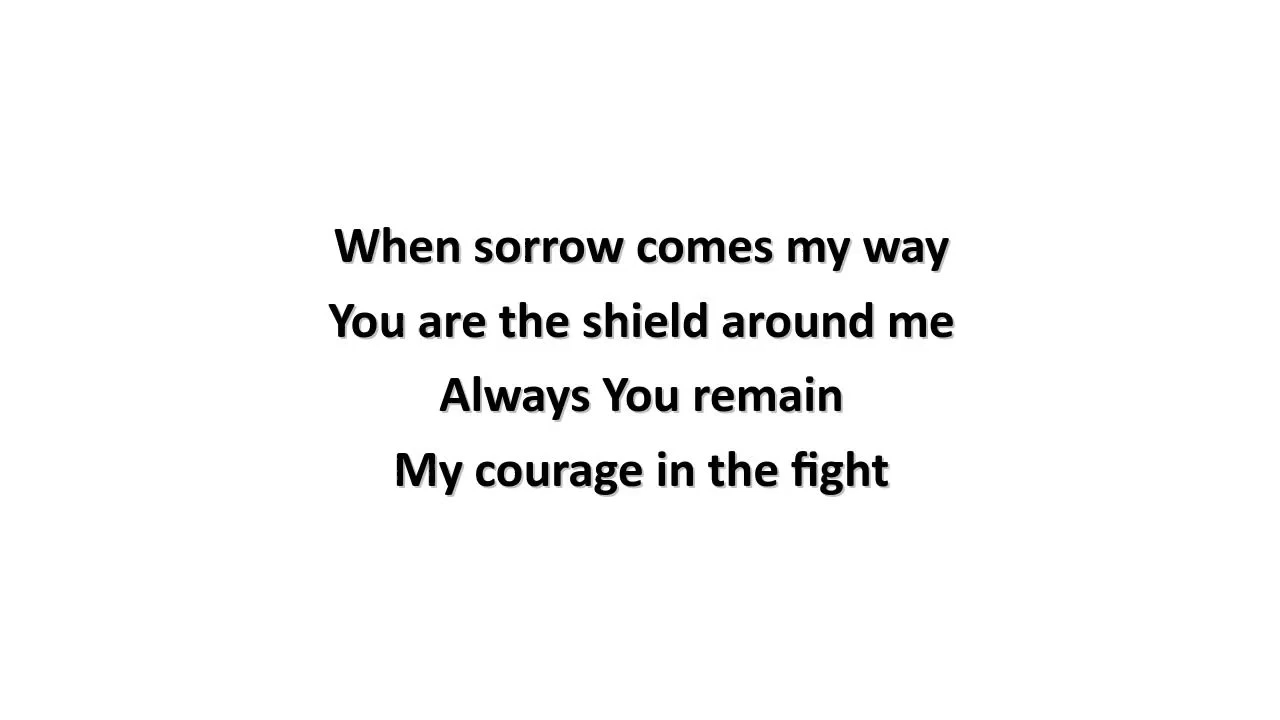 When sorrow comes my way
You are the shield around me
Always You remain
My courage in the fight